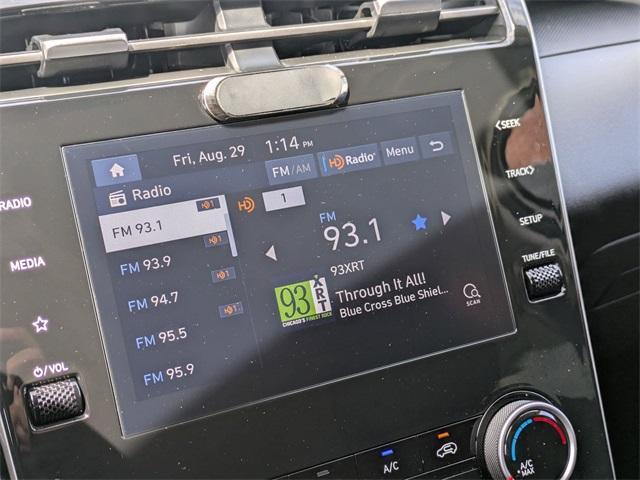 Fri, Aug. 29
1:14 PM
FM/AM
HD Radio
Menu
Radio
FM 93.1
HD1
FM 93.9
HD1
FM 94.7
HD1
FM 95.5
HD1
FM 95.9
HD
1
FM
93.1
93XRT
93
XRT
CHICAGO'S FINEST ROCK
Through It All!
Blue Cross Blue Shiel...
SCAN
RADIO
MEDIA
VOL
<SEEK
TRACK>
SETUP
TUNE/FILE
A/C
A/C
MAX